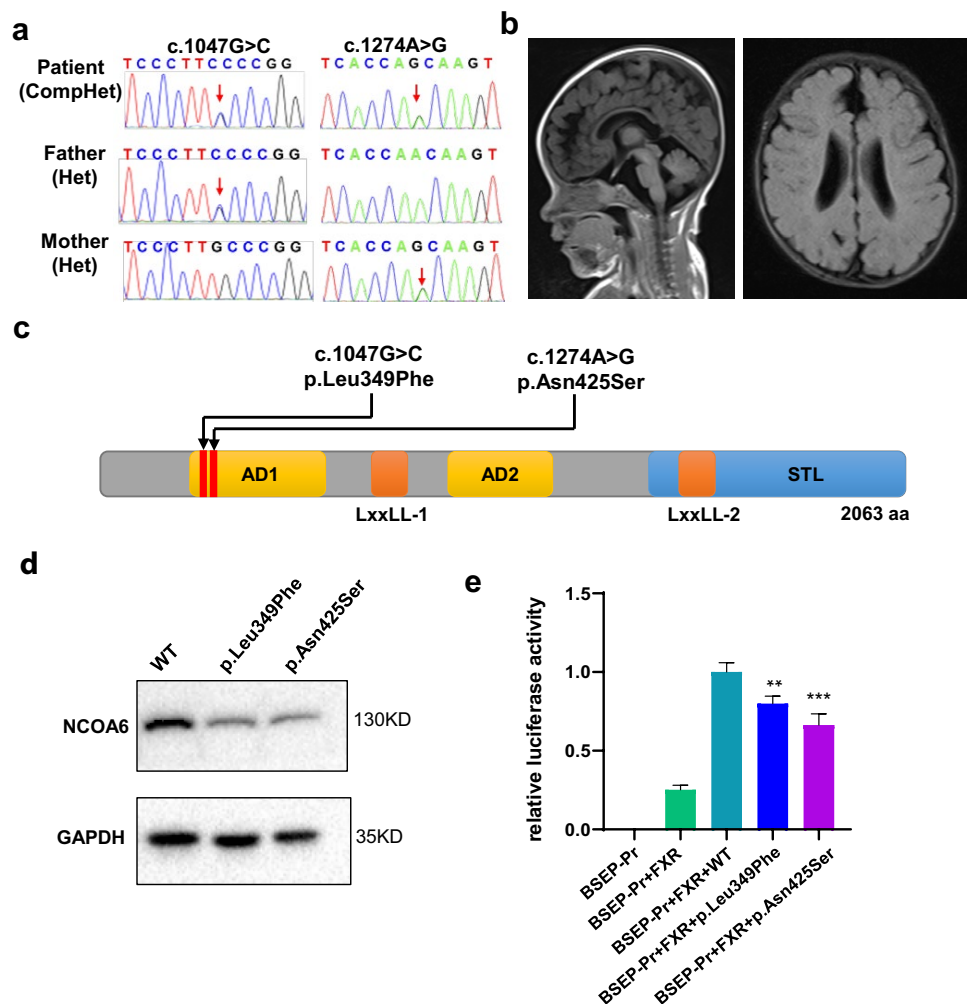 a
c.1047G>C
c.1274A>G
Patient
(CompHet)
TCCCTTCCCCGG
TCACCAGCAAGT
Father
(Het)
TCCCTTCCCCGG
TCACCAACAAGT
Mother
(Het)
TCCCTTGCCCGG
TCACCAGCAAGT
b
c
c.1047G>C
p.Leu349Phe
c.1274A>G
p.Asn425Ser
AD1
AD2
STL
LxxLL-1
LxxLL-2
2063 aa
d
WT
p.Leu349Phe
p.Asn425Ser
NCOA6
130KD
GAPDH
35KD
e
relative luciferase activity
1.5
1.0
0.5
0.0
**
***
BSEP-Pr
BSEP-Pr+FXR
BSEP-Pr+FXR+WT
BSEP-Pr+FXR+p.Leu349Phe
BSEP-Pr+FXR+p.Asn425Ser